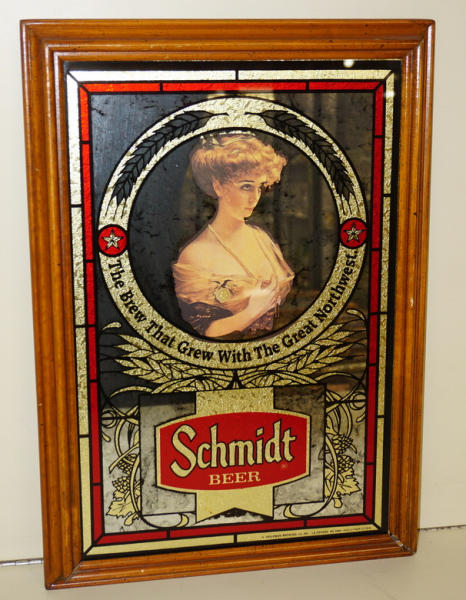 The Brew That Grew With The Great Northwest.
Schmidt
BEER